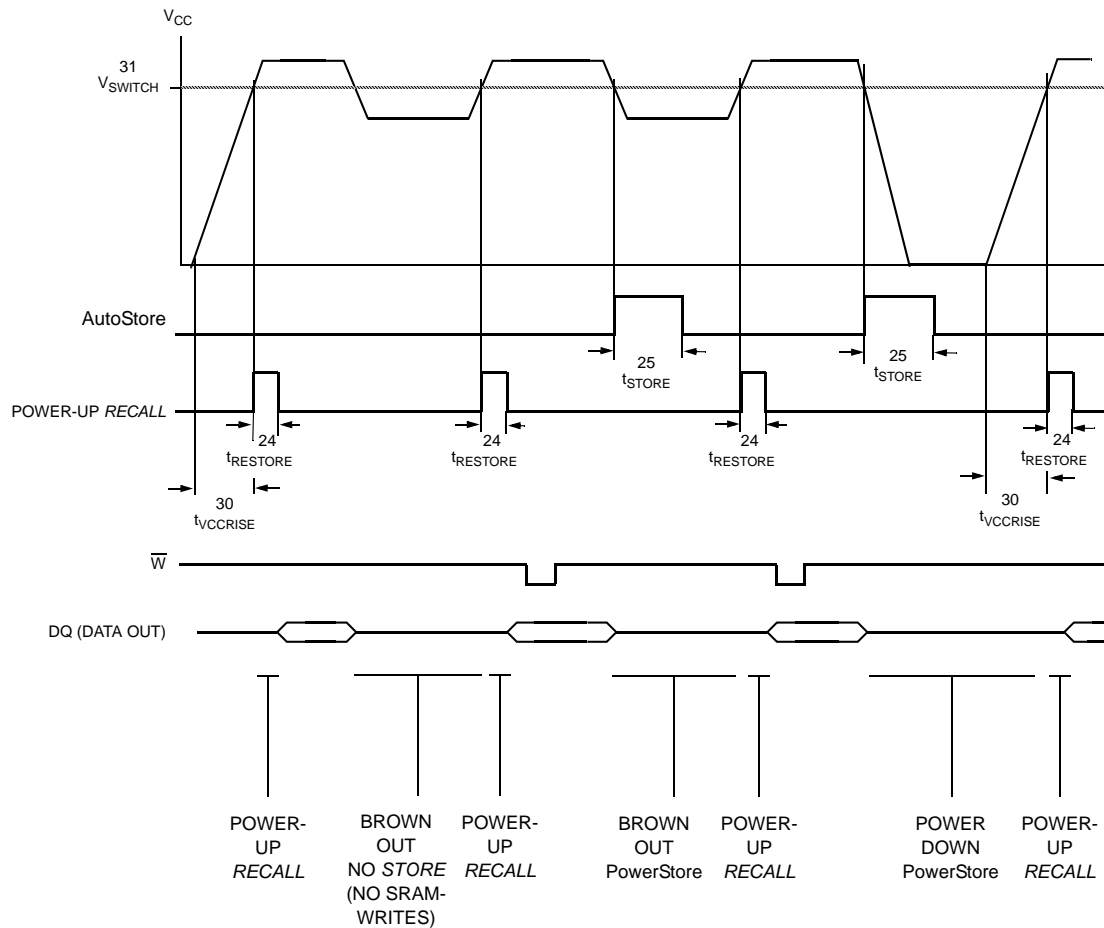 VCC
31
VSWITCH
AutoStore
25
tSTORE
25
tSTORE
POWER-UP RECALL
24
tRESTORE
24
tRESTORE
24
tRESTORE
24
tRESTORE
30
tVCCRISE
30
tVCCRISE
W
DQ (DATA OUT)
POWER-
UP
RECALL
BROWN
OUT
NO STORE
(NO SRAM-
WRITES)
POWER-
UP
RECALL
BROWN
OUT
PowerStore
POWER-
UP
RECALL
POWER
DOWN
PowerStore
POWER-
UP
RECALL